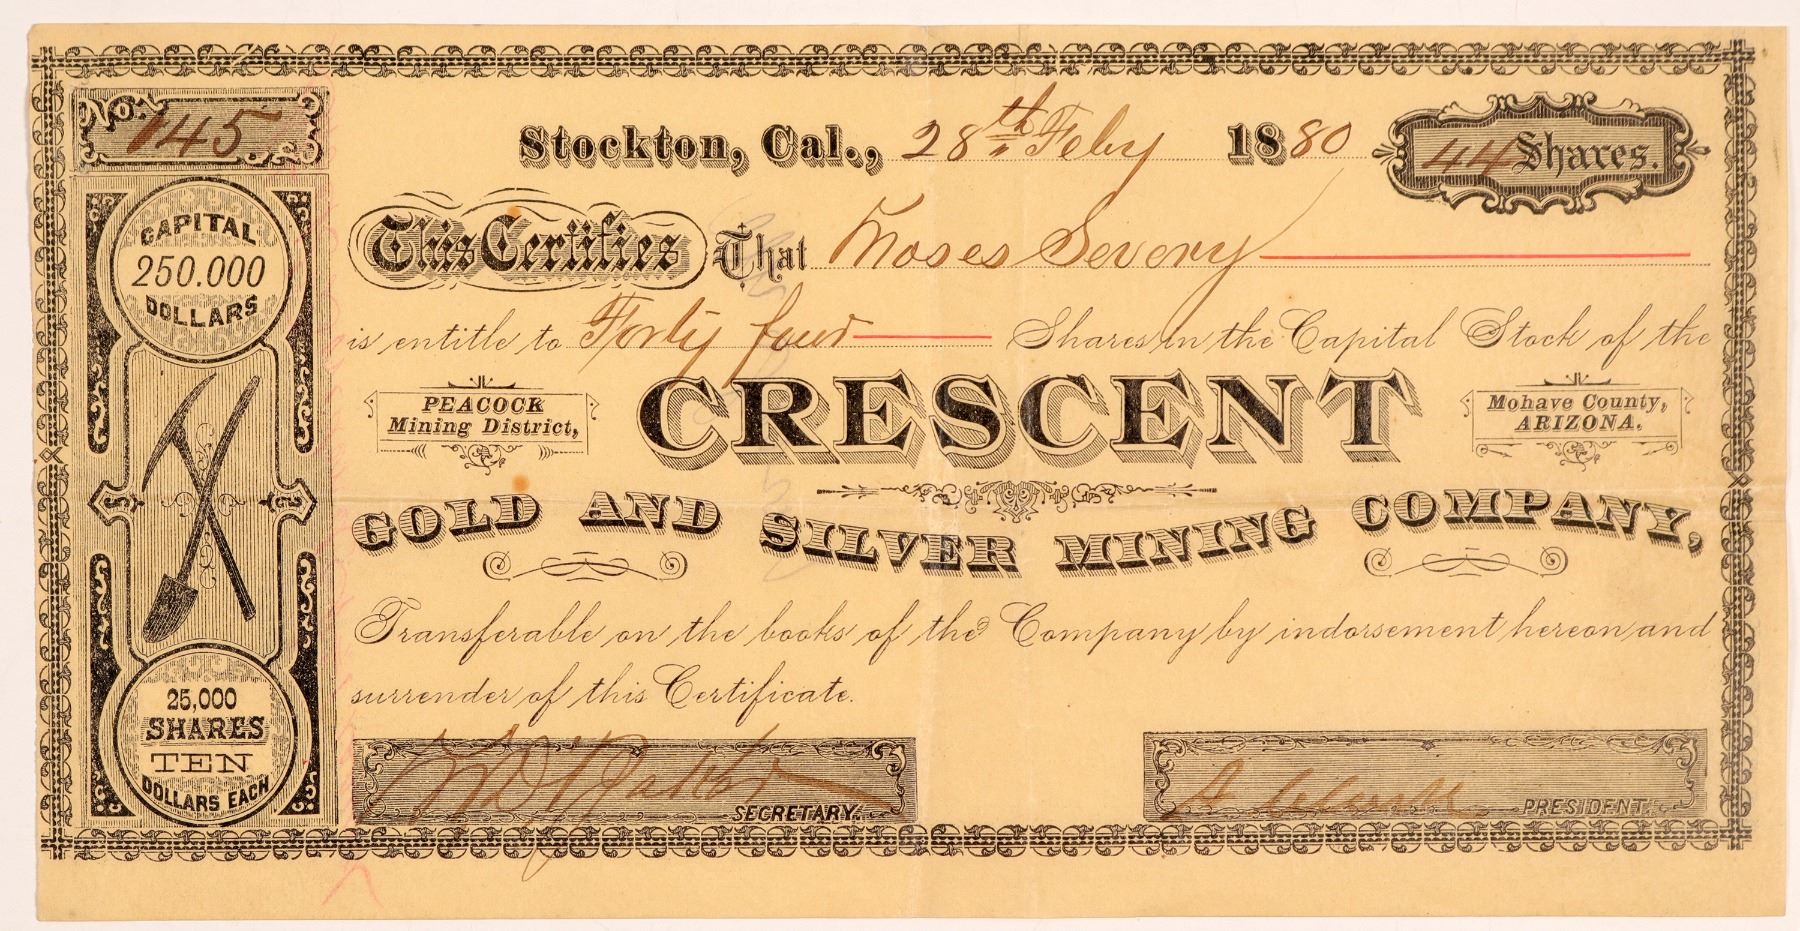 No. 145
Stockton, Cal., 28th Feby 1880
44 Shares.
CAPITAL
250.000
DOLLARS
This Certifies That Moses Severy
is entitle to Forty four Shares in the Capital Stock of the
PEACOCK
Mining District,
CRESCENT
Mohave County,
ARIZONA.
GOLD AND SILVER MINING COMPANY,
Transferable on the books of the Company by indorsement hereon and
surrender of this Certificate.
25,000
SHARES
TEN
DOLLARS EACH
SECRETARY.
PRESIDENT.